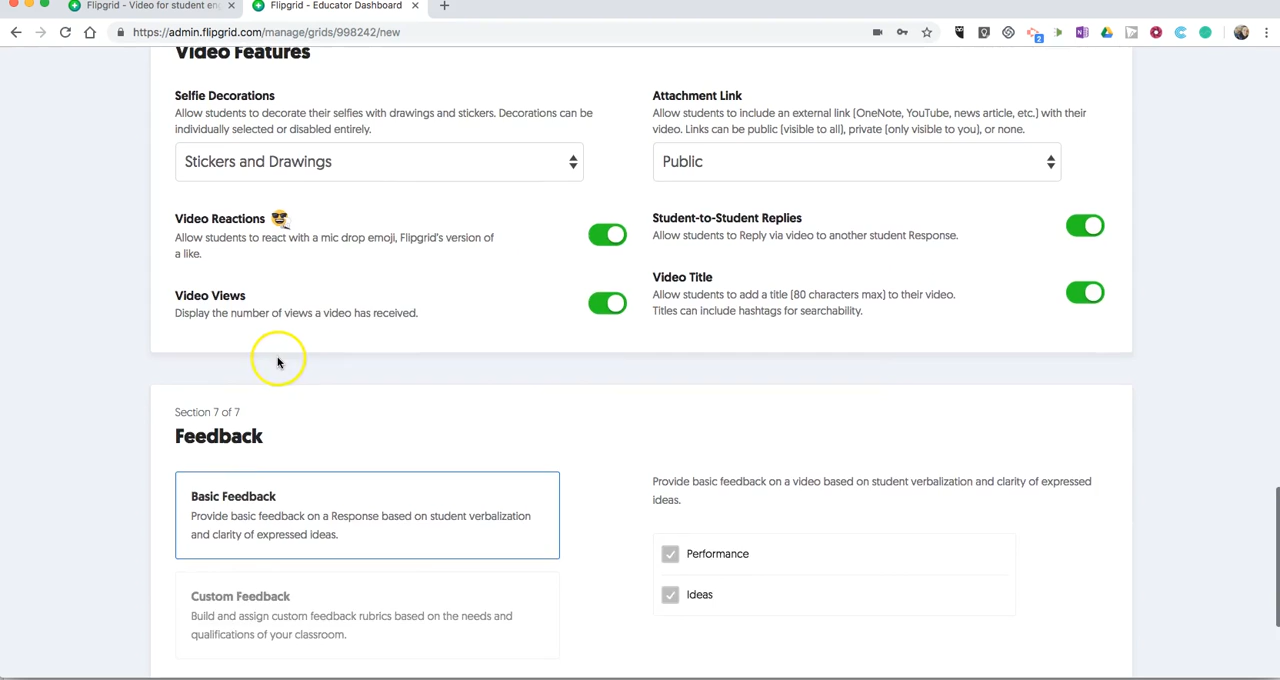 Flipgrid - Video for student en
Flipgrid - Educator Dashboard
https://admin.flipgrid.com/manage/grids/998242/new
2
Video Features
Selfie Decorations
Allow students to decorate their selfies with drawings and stickers. Decorations can be
individually selected or disabled entirely.
Stickers and Drawings
Attachment Link
Allow students to include an external link (OneNote, YouTube, news article, etc.) with their
video. Links can be public (visible to all), private (only visible to you), or none.
Public
Video Reactions
Allow students to react with a mic drop emoji, Flipgrid's version of
a like.
Student-to-Student Replies
Allow students to Reply via video to another student Response.
Video Views
Display the number of views a video has received.
Video Title
Allow students to add a title (80 characters max) to their video.
Titles can include hashtags for searchability.
Section 7 of 7
Feedback
Basic Feedback
Provide basic feedback on a Response based on student verbalization
and clarity of expressed ideas.
Custom Feedback
Build and assign custom feedback rubrics based on the needs and
qualifications of your classroom.
Provide basic feedback on a video based on student verbalization and clarity of expressed
ideas.
Performance
Ideas